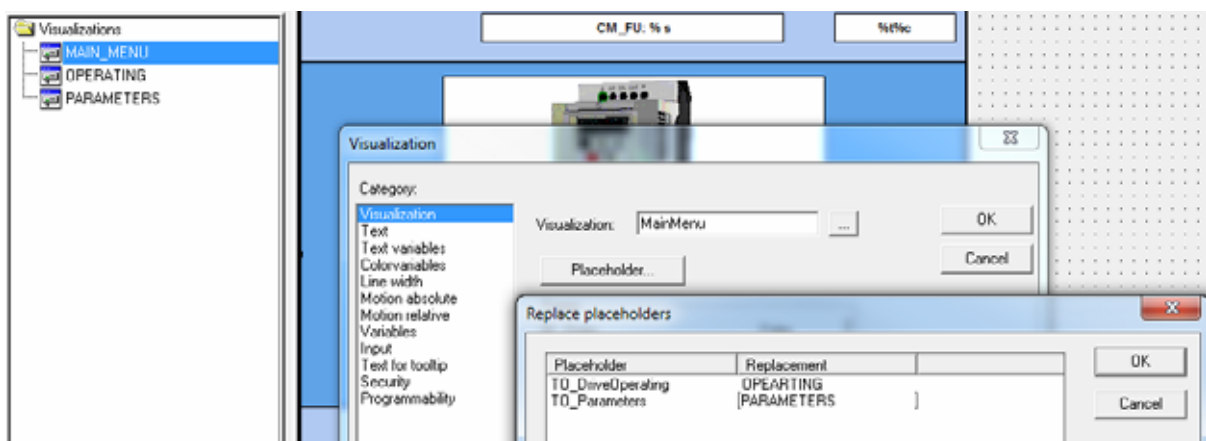 Visualizations
MAIN_MENU
OPERATING
PARAMETERS
CM_FU: % s
%t%c
Visualization
Category:
Visualization
Text
Text variables
Colorvariables
Line width
Motion absolute
Motion relative
Variables
Input
Text for tooltip
Security
Programmability
Visualization: MainMenu ...
Placeholder...
OK
Cancel
Replace placeholders
Placeholder Replacement
TO_DriveOperating OPEARTING
TO_Parameters PARAMETERS
OK
Cancel